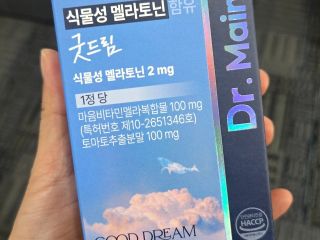 식물성 멜라토닌 함유
굿드림
식물성 멜라토닌 2 mg
1정 당
마음비타민멜라복합물 100 mg
(특허번호 제10-2651346호)
토마토추출분말 100 mg
GOOD DREAM
Dr. Main
HACCP